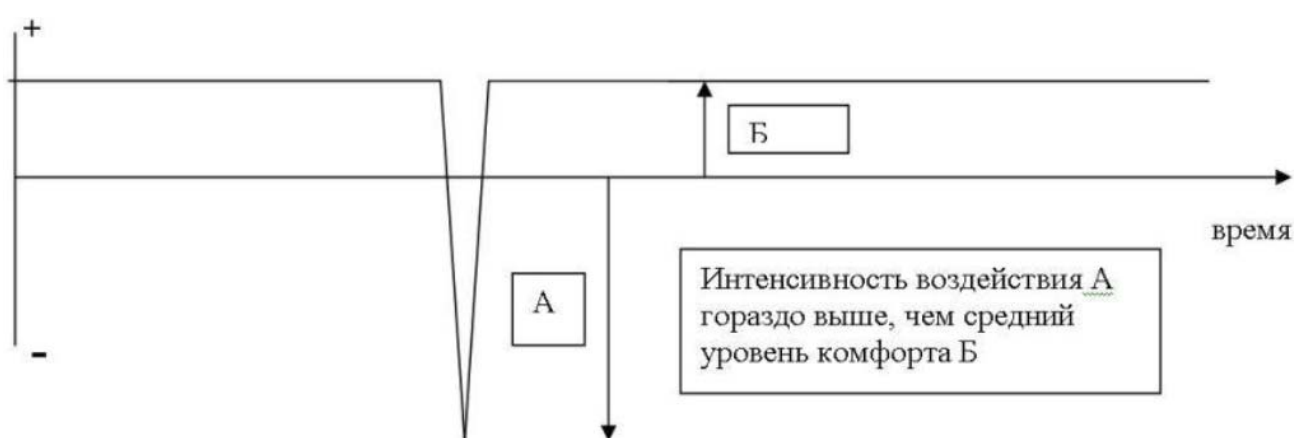 +
Б
время
А
Интенсивность воздействия А
гораздо выше, чем средний
уровень комфорта Б
-